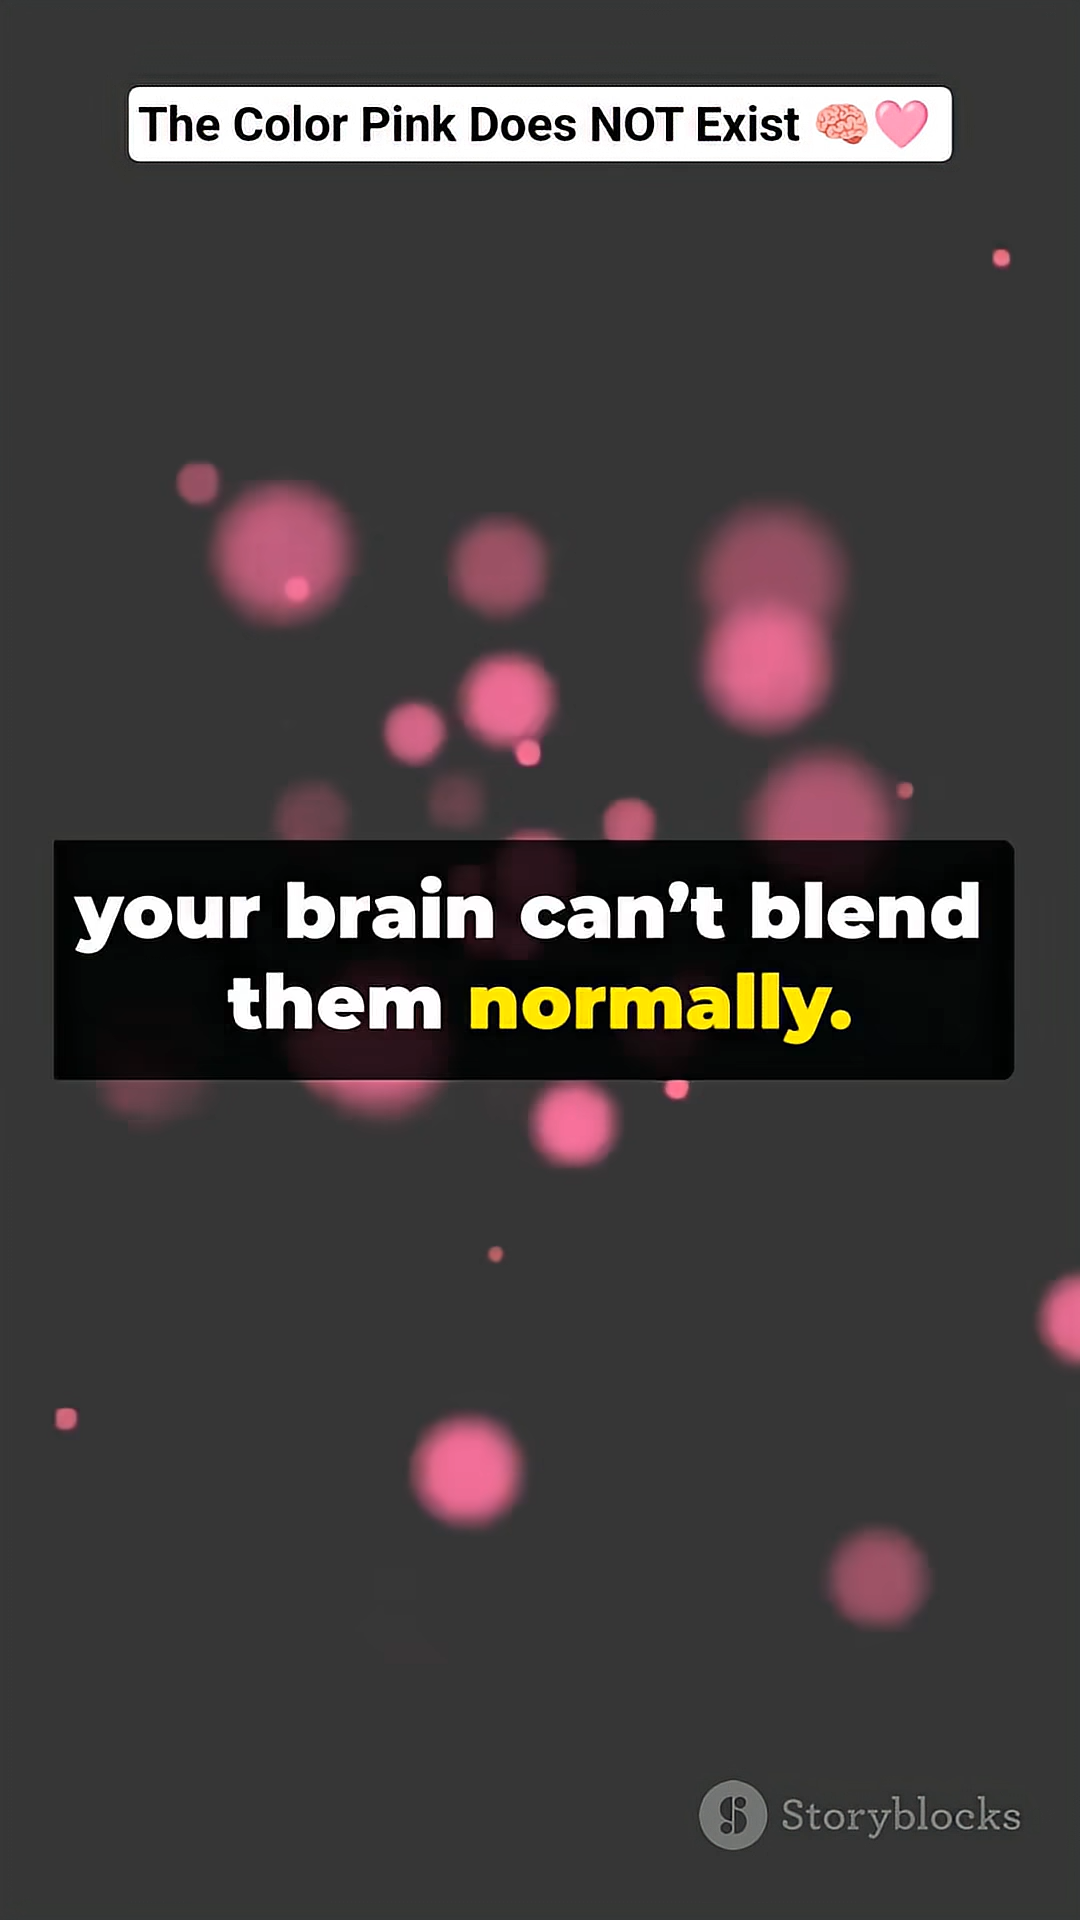 The Color Pink Does NOT Exist 🧠🩷
your brain can’t blend
them normally.
Storyblocks